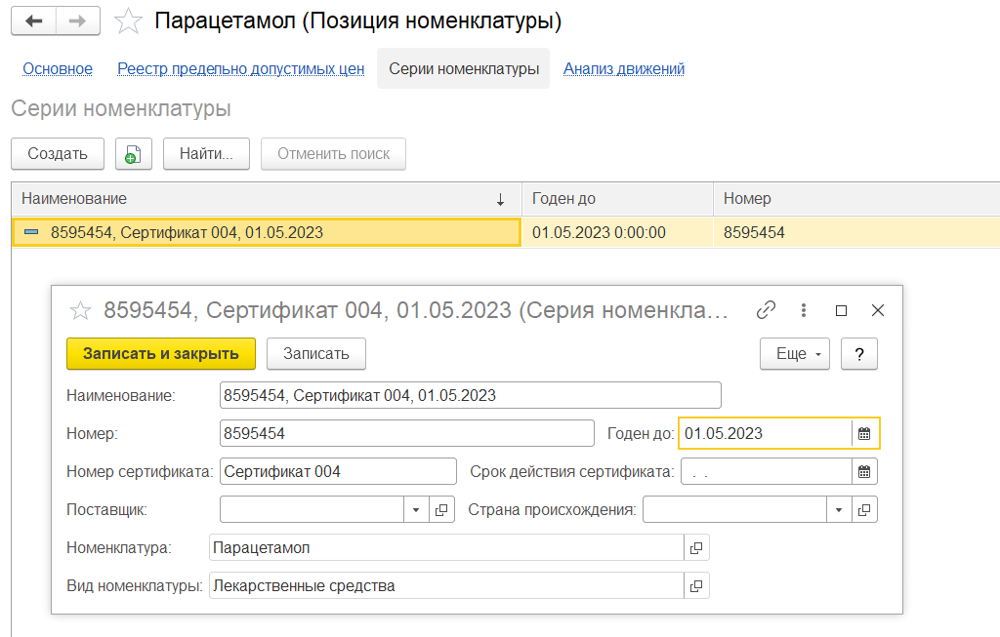 Парацетамол (Позиция номенклатуры)
Основное Реестр предельно допустимых цен Серии номенклатуры Анализ движений
Серии номенклатуры
Создать Найти... Отменить поиск
Наименование ↓ Годен до Номер
8595454, Сертификат 004, 01.05.2023 01.05.2023 0:00:00 8595454
8595454, Сертификат 004, 01.05.2023 (Серия номенкла...
Записать и закрыть Записать Еще ?
Наименование: 8595454, Сертификат 004, 01.05.2023
Номер: 8595454 Годен до: 01.05.2023
Номер сертификата: Сертификат 004 Срок действия сертификата: . .
Поставщик: Страна происхождения:
Номенклатура: Парацетамол
Вид номенклатуры: Лекарственные средства